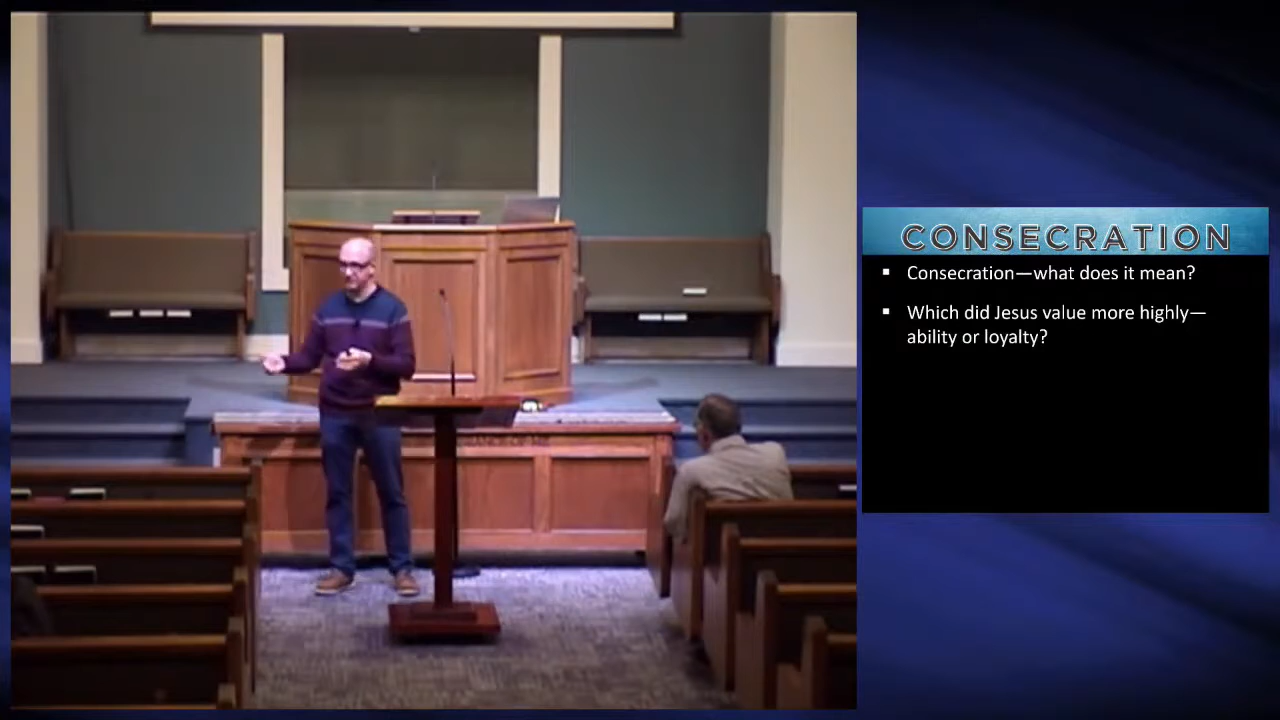 CONSECRATION
▪ Consecration—what does it mean?
▪ Which did Jesus value more highly—
ability or loyalty?